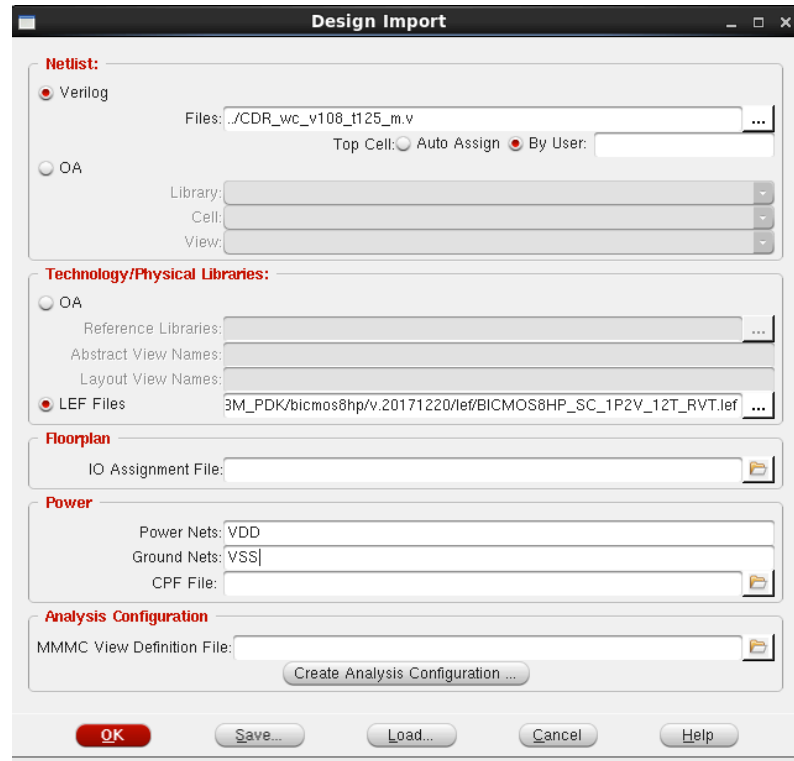 Design Import
Netlist:
Verilog
Files: ../CDR_wc_v108_t125_m.v ...
Top Cell: Auto Assign By User:
OA
Library:
Cell:
View:
Technology/Physical Libraries:
OA
Reference Libraries: ...
Abstract View Names:
Layout View Names:
LEF Files 3M_PDK/bicmos8hp/v.20171220/lef/BICMOS8HP_SC_1P2V_12T_RVT.lef ...
Floorplan
IO Assignment File:
Power
Power Nets: VDD
Ground Nets: VSS
CPF File:
Analysis Configuration
MMMC View Definition File:
Create Analysis Configuration ...
OK Save... Load... Cancel Help